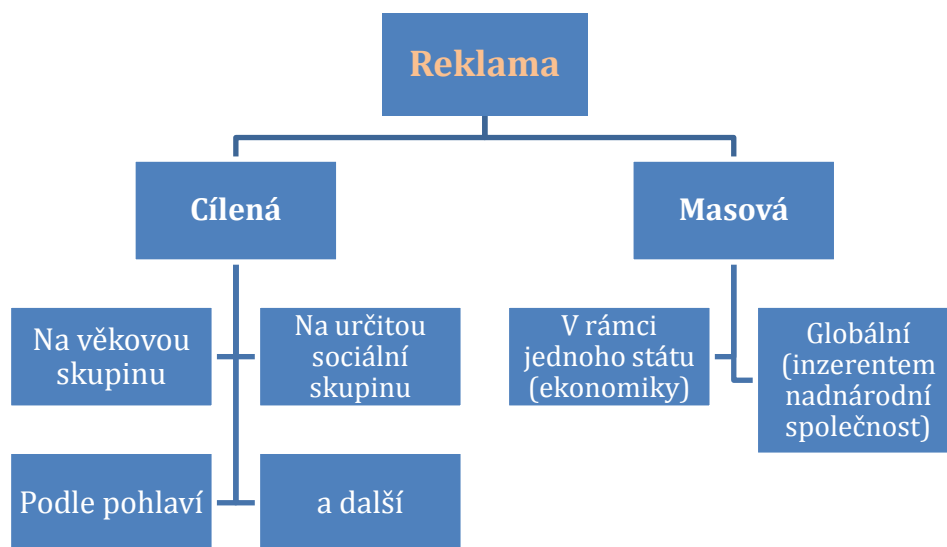 Reklama
Cílená
Masová
Na věkovou
skupinu
Na určitou
sociální
skupinu
V rámci
jednoho státu
(ekonomiky)
Globální
(inzerentem
nadnárodní
společnost)
Podle pohlaví
a další